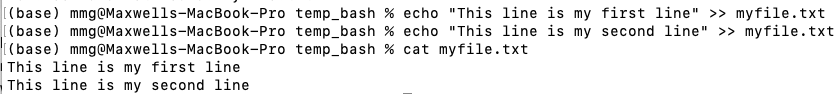 (base) mmg@Maxwells-MacBook-Pro temp_bash % echo "This line is my first line" >> myfile.txt
(base) mmg@Maxwells-MacBook-Pro temp_bash % echo "This line is my second line" >> myfile.txt
(base) mmg@Maxwells-MacBook-Pro temp_bash % cat myfile.txt
This line is my first line
This line is my second line